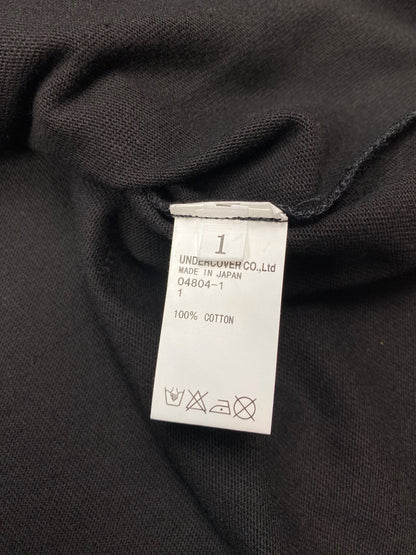 1
UNDERCOVER CO.,Ltd
MADE IN JAPAN
04804-1
1
100% COTTON